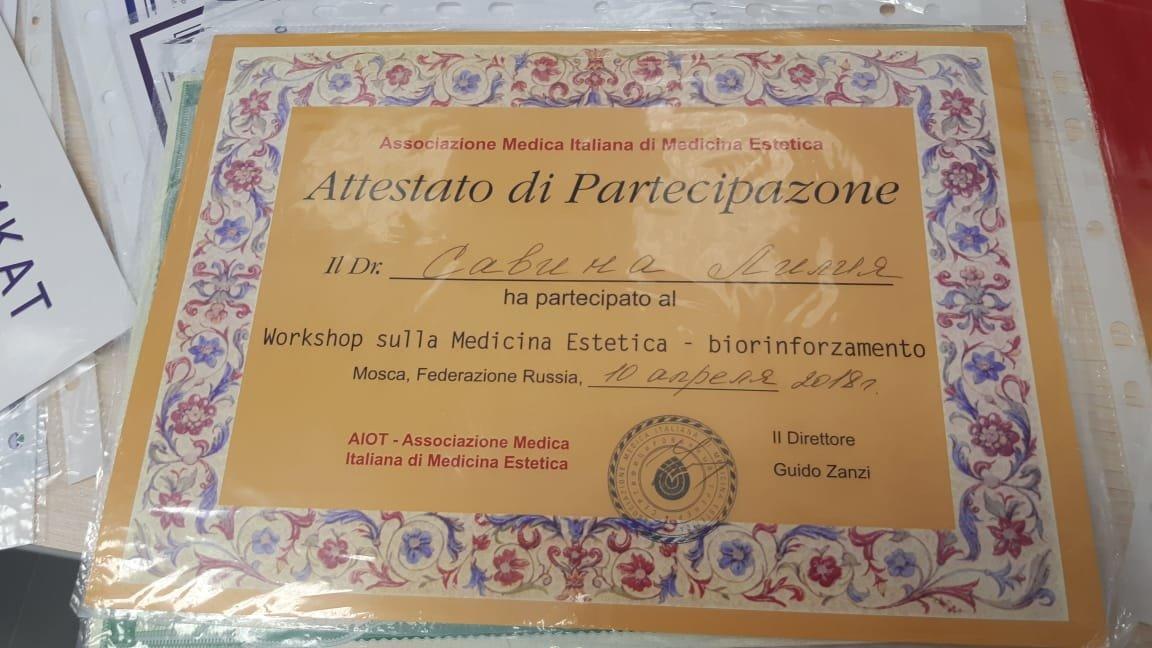 Associazione Medica Italiana di Medicina Estetica
Attestato di Partecipazone
Il Dr. Савина Лилия
ha partecipato al
Workshop sulla Medicina Estetica - biorinforzamento
Mosca, Federazione Russia, 10 апреля 2018г.
AIOT - Associazione Medica
Italiana di Medicina Estetica
Il Direttore
Guido Zanzi
КАТ